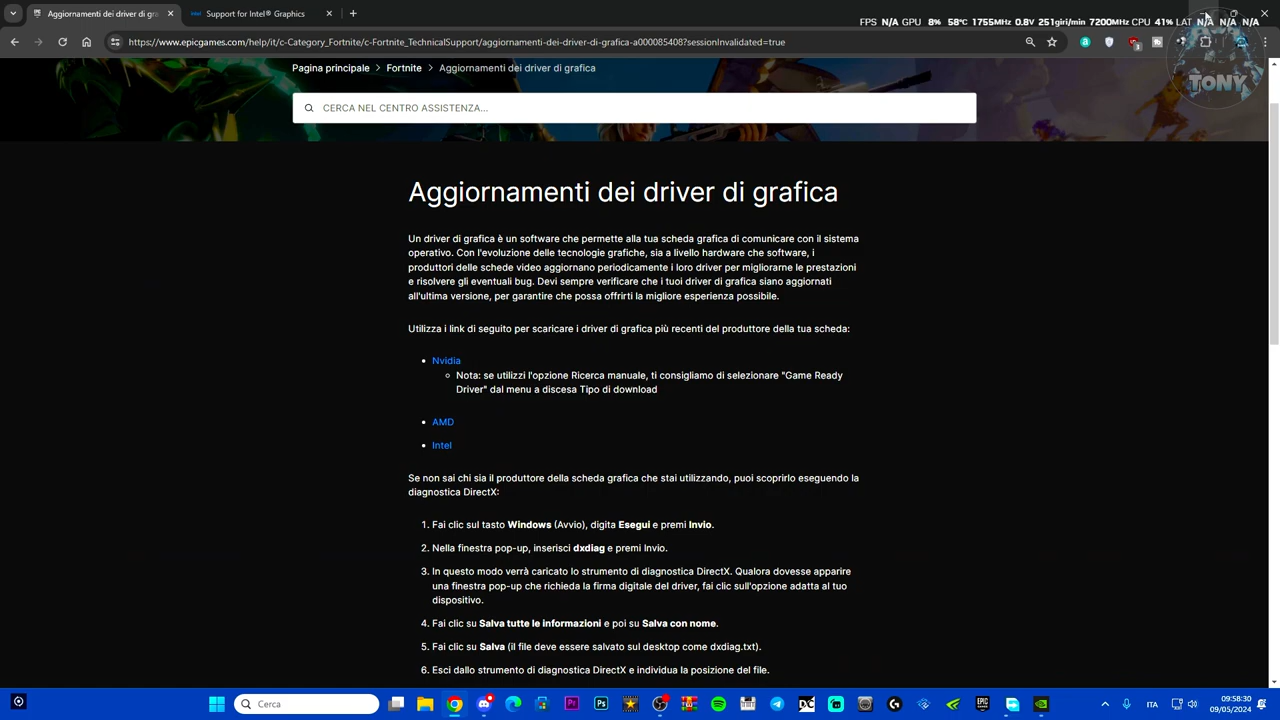 Aggiornamenti dei driver di gra
Support for Intel® Graphics
FPS N/A GPU 8% 58°C 1755MHz 0.8V 251giri/min 7200MHz CPU 41% LAT N/A N/A N/A
https://www.epicgames.com/help/it/c-Category_Fortnite/c-Fortnite_TechnicalSupport/aggiornamenti-dei-driver-di-grafica-a000085408?sessionInvalidated=true
TONY
Pagina principale > Fortnite > Aggiornamenti dei driver di grafica
CERCA NEL CENTRO ASSISTENZA...
Aggiornamenti dei driver di grafica
Un driver di grafica è un software che permette alla tua scheda grafica di comunicare con il sistema
operativo. Con l'evoluzione delle tecnologie grafiche, sia a livello hardware che software, i
produttori delle schede video aggiornano periodicamente i loro driver per migliorarne le prestazioni
e risolvere gli eventuali bug. Devi sempre verificare che i tuoi driver di grafica siano aggiornati
all'ultima versione, per garantire che possa offrirti la migliore esperienza possibile.
Utilizza i link di seguito per scaricare i driver di grafica più recenti del produttore della tua scheda:
• Nvidia
Nota: se utilizzi l'opzione Ricerca manuale, ti consigliamo di selezionare "Game Ready
Driver" dal menu a discesa Tipo di download
• AMD
• Intel
Se non sai chi sia il produttore della scheda grafica che stai utilizzando, puoi scoprirlo eseguendo la
diagnostica DirectX:
1. Fai clic sul tasto Windows (Avvio), digita Esegui e premi Invio.
2. Nella finestra pop-up, inserisci dxdiag e premi Invio.
3. In questo modo verrà caricato lo strumento di diagnostica DirectX. Qualora dovesse apparire
una finestra pop-up che richieda la firma digitale del driver, fai clic sull'opzione adatta al tuo
dispositivo.
4. Fai clic su Salva tutte le informazioni e poi su Salva con nome.
5. Fai clic su Salva (il file deve essere salvato sul desktop come dxdiag.txt).
6. Esci dallo strumento di diagnostica DirectX e individua la posizione del file.
Cerca
ITA
09:58:30
09/05/2024